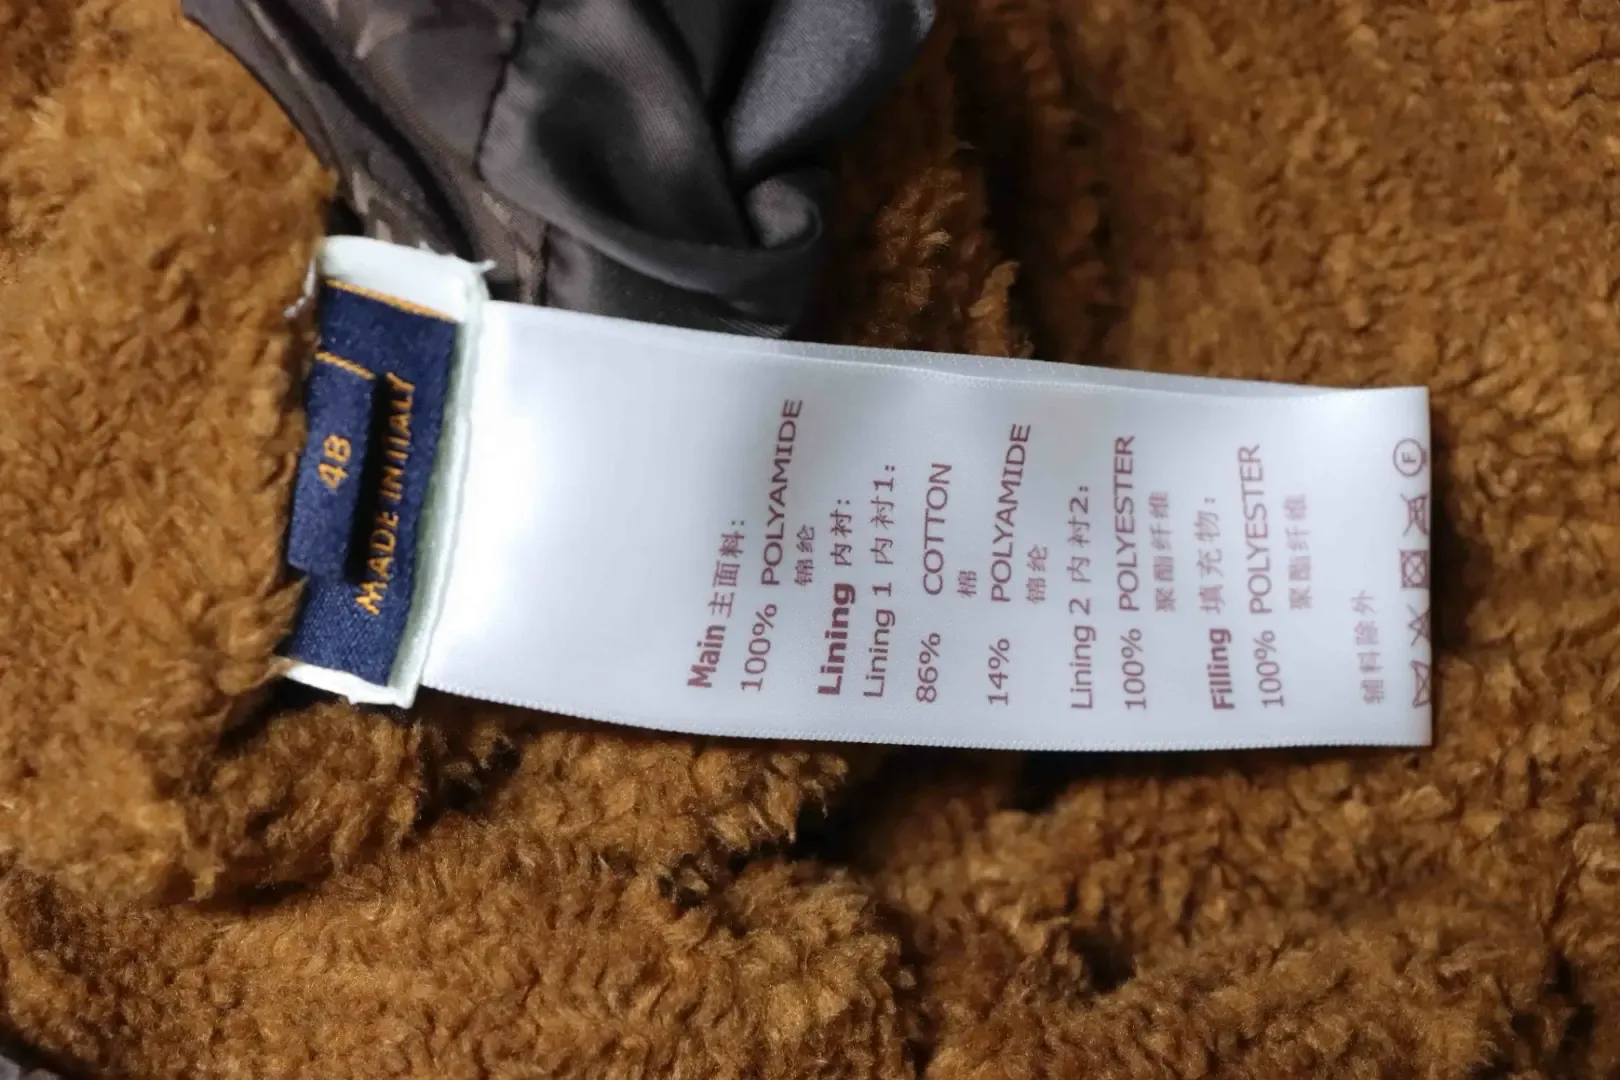 48
MADE IN ITALY
Main 主面料:
100% POLYAMIDE
锦纶
Lining 内衬:
Lining 1 内衬1:
86% COTTON
棉
14% POLYAMIDE
锦纶
Lining 2 内衬2:
100% POLYESTER
聚酯纤维
Filling 填充物:
100% POLYESTER
聚酯纤维
辅料除外
F